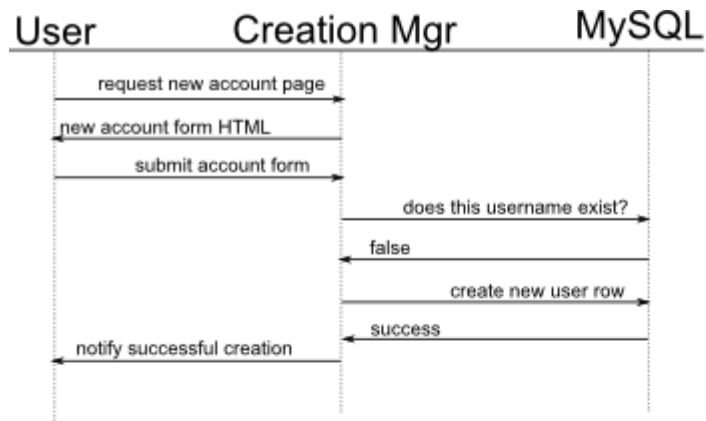 User
Creation Mgr
MySQL
request new account page
new account form HTML
submit account form
does this username exist?
false
create new user row
success
notify successful creation